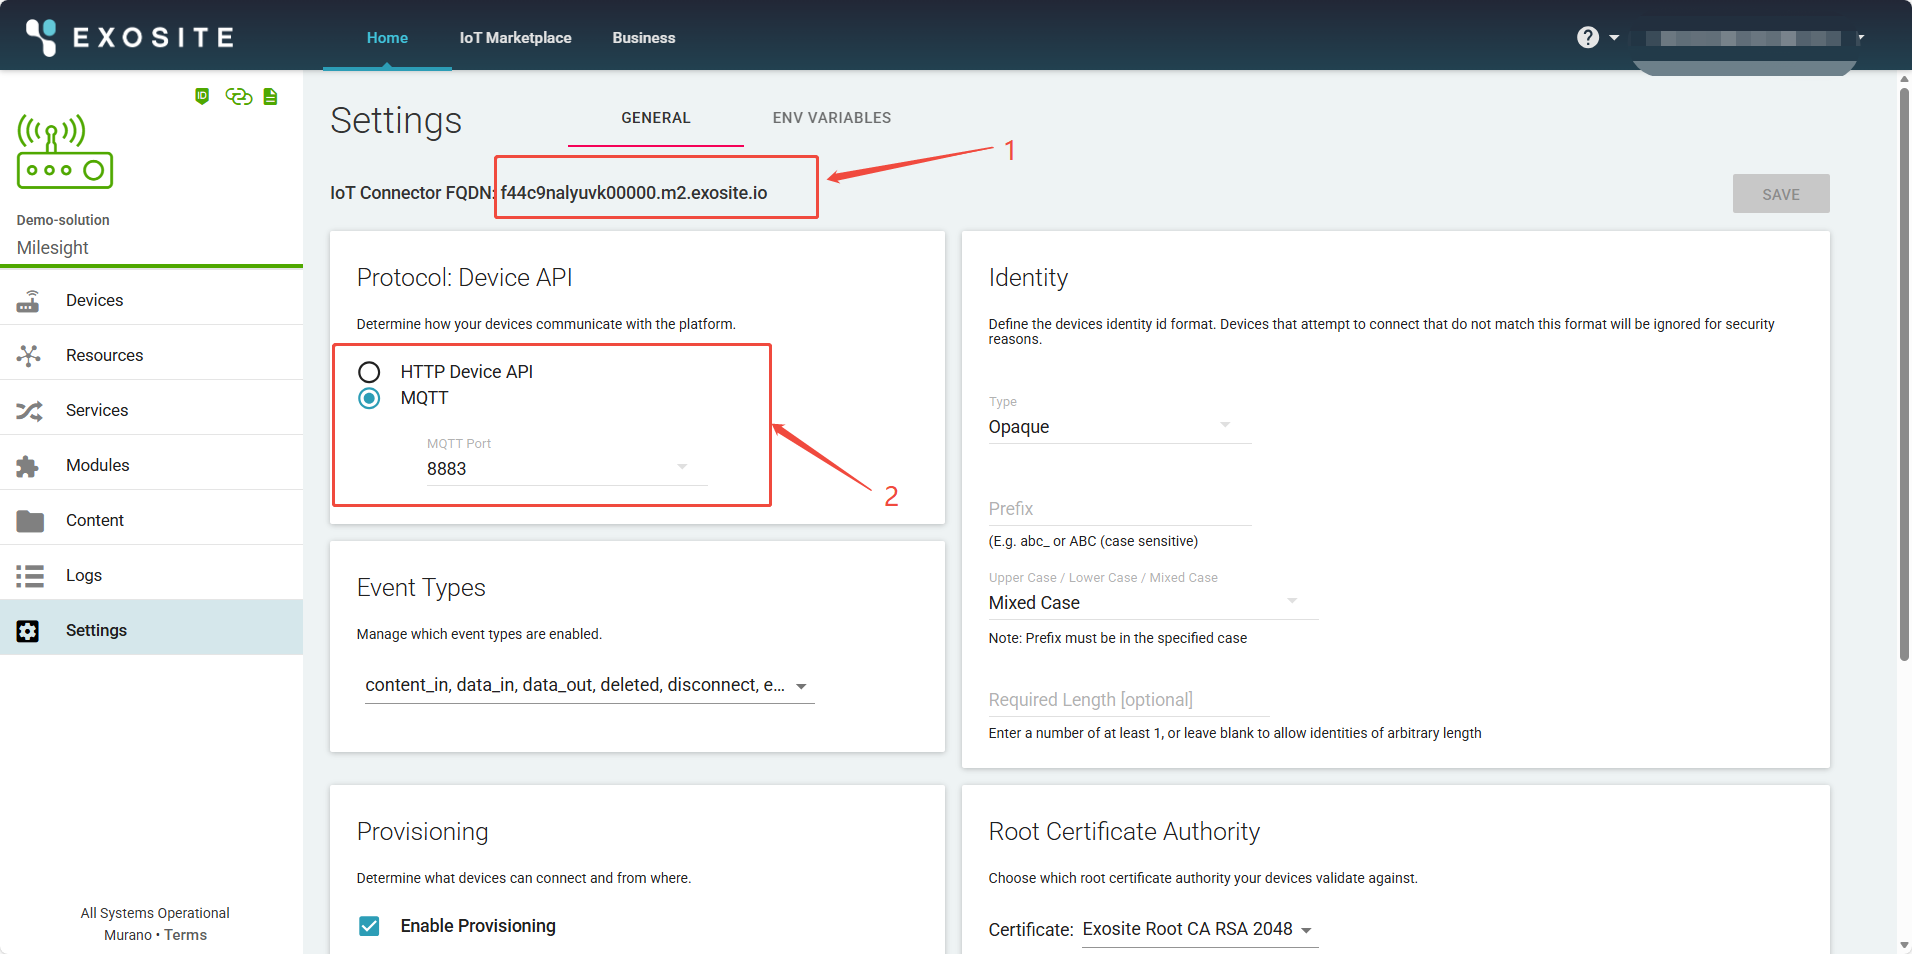 EXOSITE
Home
IoT Marketplace
Business
?
ID
Demo-solution
Milesight
Devices
Resources
Services
Modules
Content
Logs
Settings
All Systems Operational
Murano • Terms
Settings
GENERAL
ENV VARIABLES
1
IoT Connector FQDN: f44c9nalyuvk00000.m2.exosite.io
SAVE
Protocol: Device API
Determine how your devices communicate with the platform.
HTTP Device API
MQTT
MQTT Port
8883
2
Event Types
Manage which event types are enabled.
content_in, data_in, data_out, deleted, disconnect, e...
Provisioning
Determine what devices can connect and from where.
Enable Provisioning
Identity
Define the devices identity id format. Devices that attempt to connect that do not match this format will be ignored for security
reasons.
Type
Opaque
Prefix
(E.g. abc_ or ABC (case sensitive)
Upper Case / Lower Case / Mixed Case
Mixed Case
Note: Prefix must be in the specified case
Required Length [optional]
Enter a number of at least 1, or leave blank to allow identities of arbitrary length
Root Certificate Authority
Choose which root certificate authority your devices validate against.
Certificate: Exosite Root CA RSA 2048